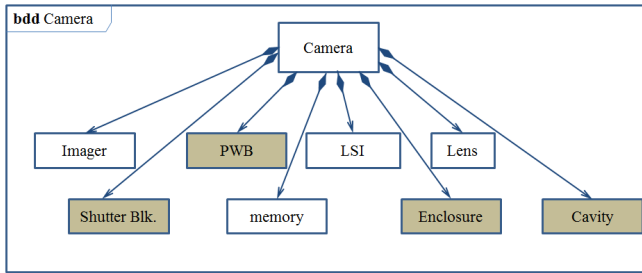 bdd Camera
Camera
Imager
PWB
LSI
Lens
Shutter Blk.
memory
Enclosure
Cavity